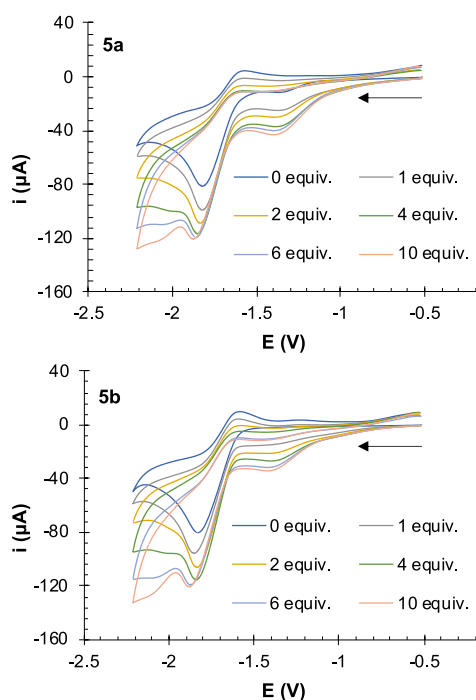 5a
40
0
-40
-80
-120
-160
i (µA)
0 equiv.
1 equiv.
2 equiv.
4 equiv.
6 equiv.
10 equiv.
-2.5
-2
-1.5
-1
-0.5
E (V)
5b
40
0
-40
-80
-120
-160
i (µA)
0 equiv.
1 equiv.
2 equiv.
4 equiv.
6 equiv.
10 equiv.
-2.5
-2
-1.5
-1
-0.5
E (V)